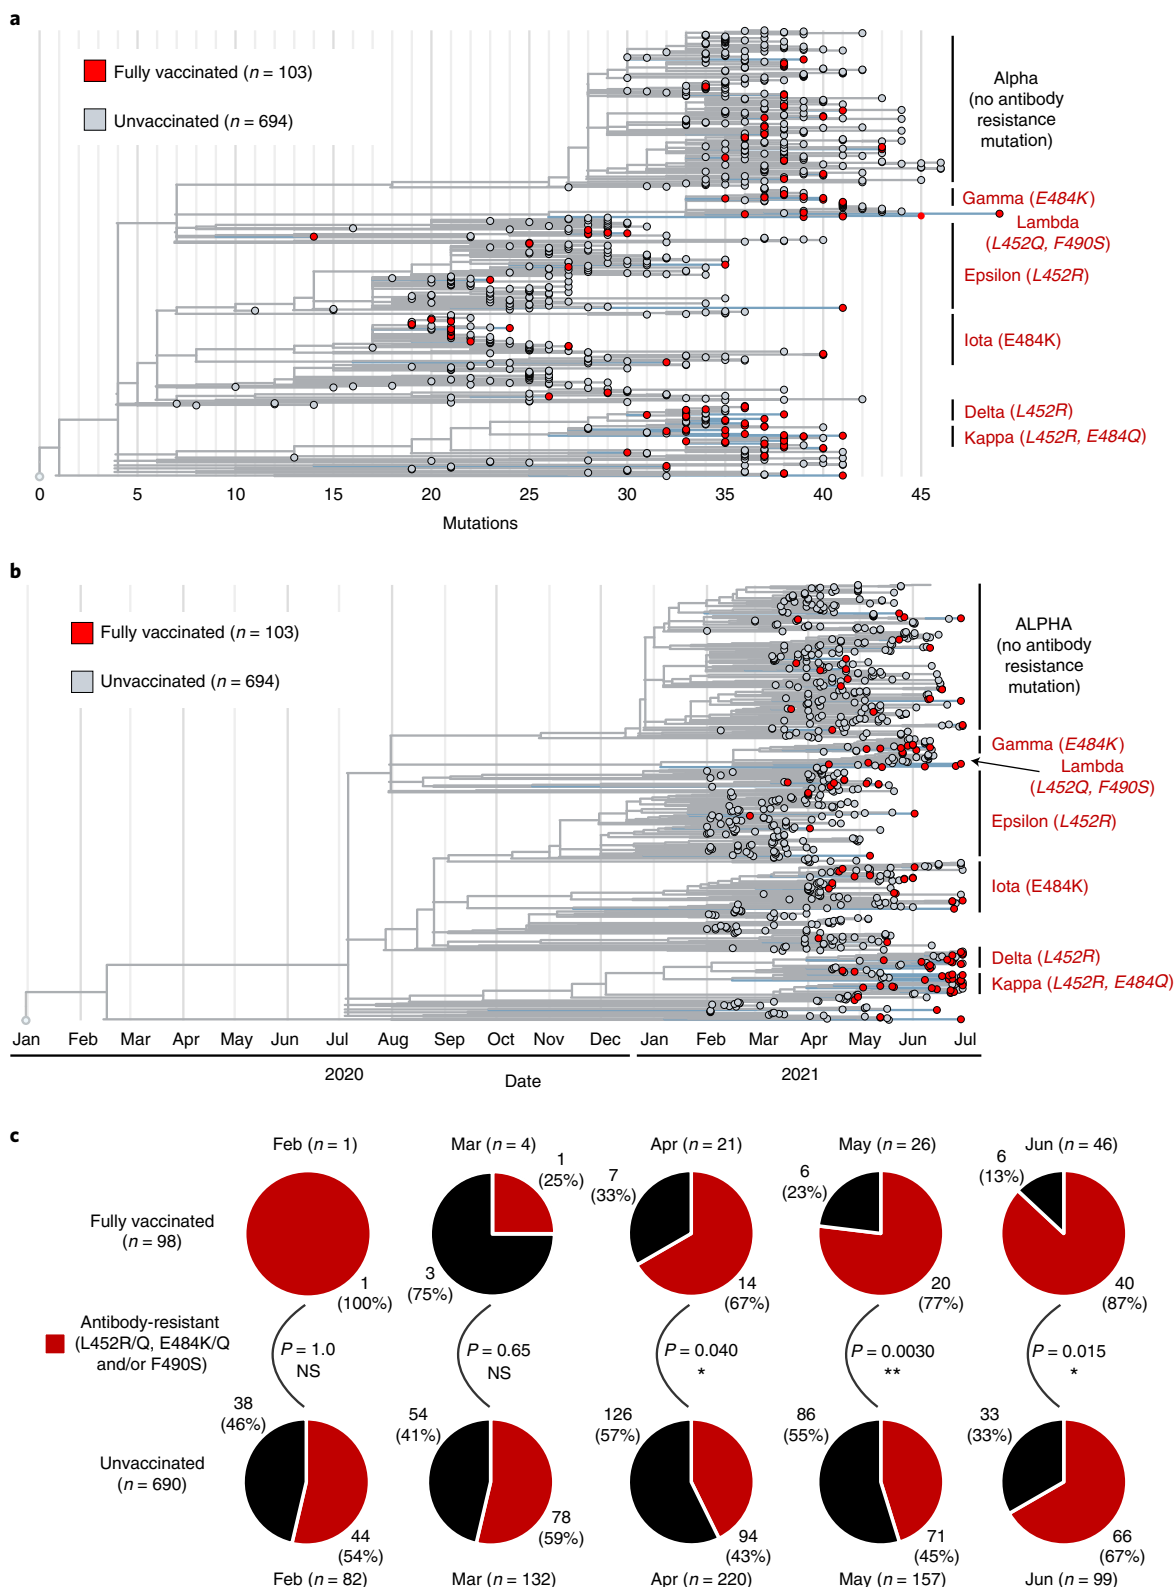 a
Fully vaccinated (n = 103)
Unvaccinated (n = 694)
Alpha
(no antibody
resistance
mutation)
Gamma (E484K)
Lambda
(L452Q, F490S)
Epsilon (L452R)
Iota (E484K)
Delta (L452R)
Kappa (L452R, E484Q)
0 5 10 15 20 25 30 35 40 45
Mutations
b
Fully vaccinated (n = 103)
Unvaccinated (n = 694)
ALPHA
(no antibody
resistance
mutation)
Gamma (E484K)
Lambda
(L452Q, F490S)
Epsilon (L452R)
Iota (E484K)
Delta (L452R)
Kappa (L452R, E484Q)
Jan Feb Mar Apr May Jun Jul Aug Sep Oct Nov Dec Jan Feb Mar Apr May Jun Jul
2020 Date 2021
c
Feb (n = 1) Mar (n = 4) Apr (n = 21) May (n = 26) Jun (n = 46)
Fully vaccinated
(n = 98)
1
(100%)
1
(25%)
3
(75%)
7
(33%)
14
(67%)
6
(23%)
20
(77%)
6
(13%)
40
(87%)
Antibody-resistant
(L452R/Q, E484K/Q
and/or F490S)
P = 1.0
NS
P = 0.65
NS
P = 0.040
*
P = 0.0030
**
P = 0.015
*
Unvaccinated
(n = 690)
38
(46%)
44
(54%)
54
(41%)
78
(59%)
126
(57%)
94
(43%)
86
(55%)
71
(45%)
33
(33%)
66
(67%)
Feb (n = 82) Mar (n = 132) Apr (n = 220) May (n = 157) Jun (n = 99)